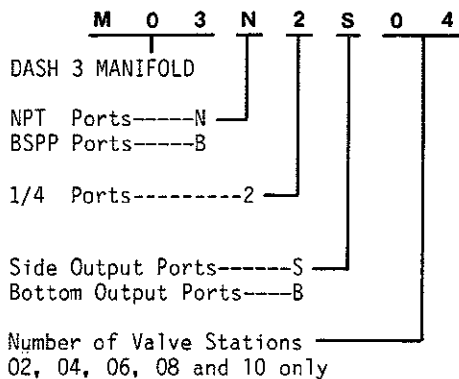 M 0 3 N 2 S 0 4
DASH 3 MANIFOLD
NPT Ports-----N
BSPP Ports----B
1/4 Ports--------2
Side Output Ports------S
Bottom Output Ports----B
Number of Valve Stations
02, 04, 06, 08 and 10 only